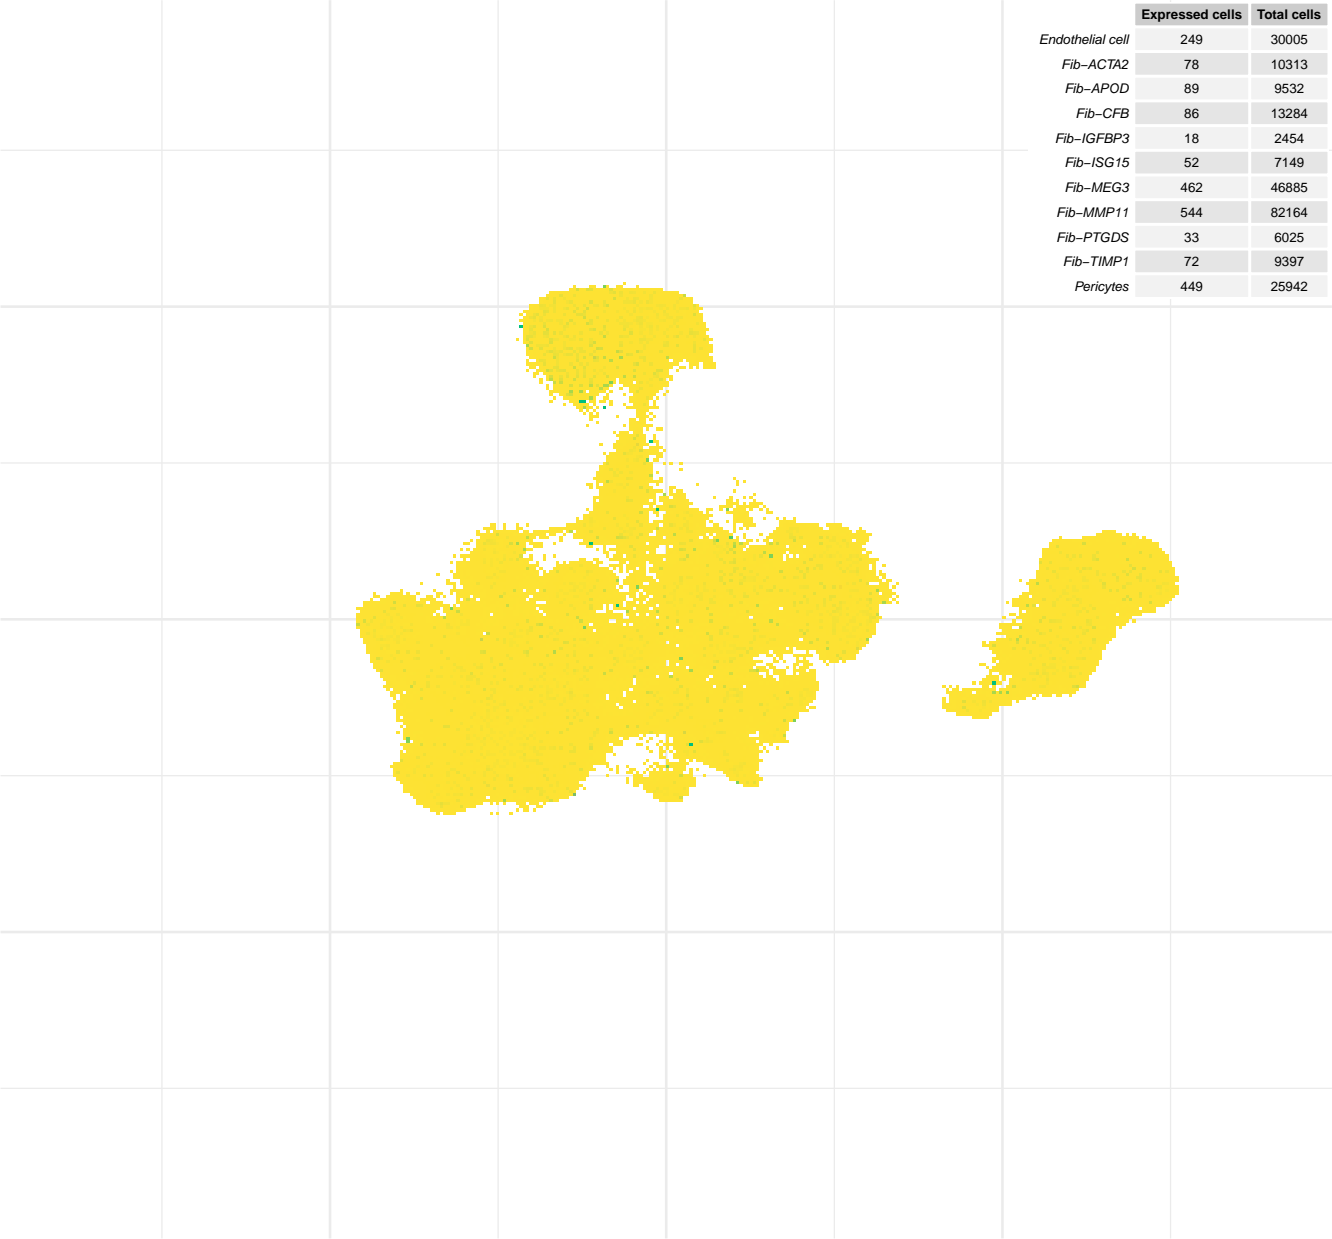 Expressed cells Total cells
Endothelial cell 249 30005
Fib−ACTA2 78 10313
Fib−APOD 89 9532
Fib−CFB 86 13284
Fib−IGFBP3 18 2454
Fib−ISG15 52 7149
Fib−MEG3 462 46885
Fib−MMP11 544 82164
Fib−PTGDS 33 6025
Fib−TIMP1 72 9397
Pericytes 449 25942